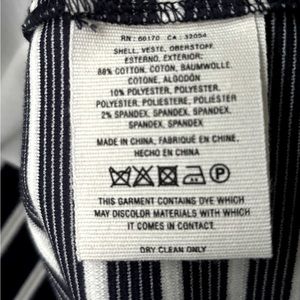 RN : 66170 CA : 32054
SHELL, VESTE, OBERSTOFF,
ESTERNO, EXTERIOR:
88% COTTON, COTON, BAUMWOLLE,
COTONE, ALGODÓN
10% POLYESTER, POLYESTER,
POLYESTER, POLIESTERE, POLIÉSTER
2% SPANDEX, SPANDEX, SPANDEX,
SPANDEX, SPANDEX
MADE IN CHINA, FABRIQUÉ EN CHINE,
HECHO EN CHINA
P
THIS GARMENT CONTAINS DYE WHICH
MAY DISCOLOR MATERIALS WITH WHICH
IT COMES IN CONTACT.
DRY CLEAN ONLY